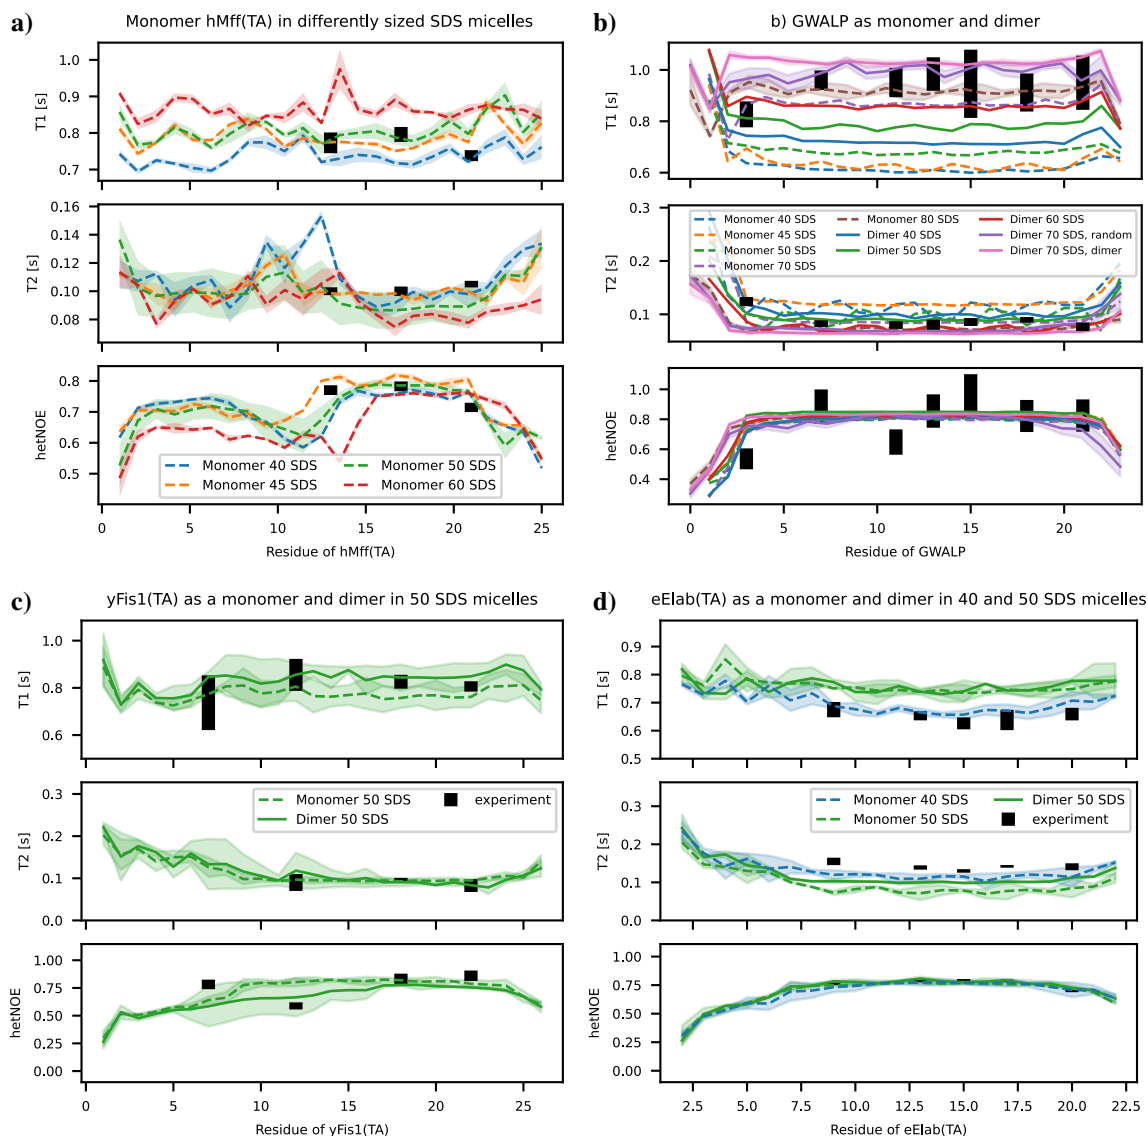 a)
Monomer hMff(TA) in differently sized SDS micelles
T1 [s]
1.0
0.9
0.8
0.7
T2 [s]
0.16
0.14
0.12
0.10
0.08
hetNOE
0.8
0.7
0.6
0.5
Monomer 40 SDS
Monomer 45 SDS
Monomer 50 SDS
Monomer 60 SDS
0 5 10 15 20 25
Residue of hMff(TA)
b)
b) GWALP as monomer and dimer
T1 [s]
1.0
0.8
0.6
T2 [s]
0.3
0.2
0.1
Monomer 40 SDS
Monomer 45 SDS
Monomer 50 SDS
Monomer 70 SDS
Monomer 80 SDS
Dimer 40 SDS
Dimer 50 SDS
Dimer 60 SDS
Dimer 70 SDS, random
Dimer 70 SDS, dimer
hetNOE
1.0
0.8
0.6
0.4
0 5 10 15 20
Residue of GWALP
c)
yFis1(TA) as a monomer and dimer in 50 SDS micelles
T1 [s]
1.0
0.8
0.6
T2 [s]
0.3
0.2
0.1
0.0
Monomer 50 SDS
Dimer 50 SDS
experiment
hetNOE
1.00
0.75
0.50
0.25
0.00
0 5 10 15 20 25
Residue of yFis1(TA)
d)
eElab(TA) as a monomer and dimer in 40 and 50 SDS micelles
T1 [s]
0.9
0.8
0.7
0.6
0.5
T2 [s]
0.3
0.2
0.1
0.0
Monomer 40 SDS
Monomer 50 SDS
Dimer 50 SDS
experiment
hetNOE
1.00
0.75
0.50
0.25
0.00
2.5 5.0 7.5 10.0 12.5 15.0 17.5 20.0 22.5
Residue of eElab(TA)